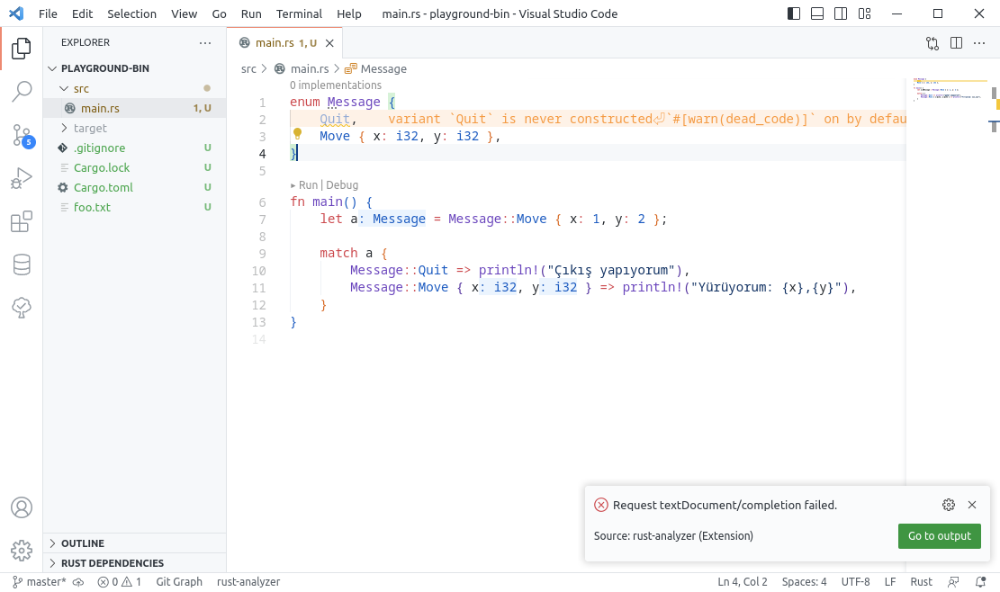 File Edit Selection View Go Run Terminal Help main.rs - playground-bin - Visual Studio Code
EXPLORER
PLAYGROUND-BIN
src
main.rs 1, U
target
.gitignore U
Cargo.lock U
Cargo.toml U
foo.txt U
OUTLINE
RUST DEPENDENCIES
5
main.rs 1, U
src > main.rs > Message
0 implementations
1 enum Message {
2 Quit, variant `Quit` is never constructed⏎`#[warn(dead_code)]` on by defau
3 Move { x: i32, y: i32 },
4 }
5
▸ Run | Debug
6 fn main() {
7 let a: Message = Message::Move { x: 1, y: 2 };
8
9 match a {
10 Message::Quit => println!("Çıkış yapıyorum"),
11 Message::Move { x: i32, y: i32 } => println!("Yürüyorum: {x},{y}"),
12 }
13 }
14
Request textDocument/completion failed.
Source: rust-analyzer (Extension) Go to output
master* 0 1 Git Graph rust-analyzer Ln 4, Col 2 Spaces: 4 UTF-8 LF Rust